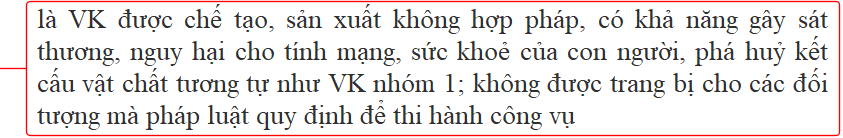 là VK được chế tạo, sản xuất không hợp pháp, có khả năng gây sát
thương, nguy hại cho tính mạng, sức khoẻ của con người, phá huỷ kết
cấu vật chất tương tự như VK nhóm 1; không được trang bị cho các đối
tượng mà pháp luật quy định để thi hành công vụ